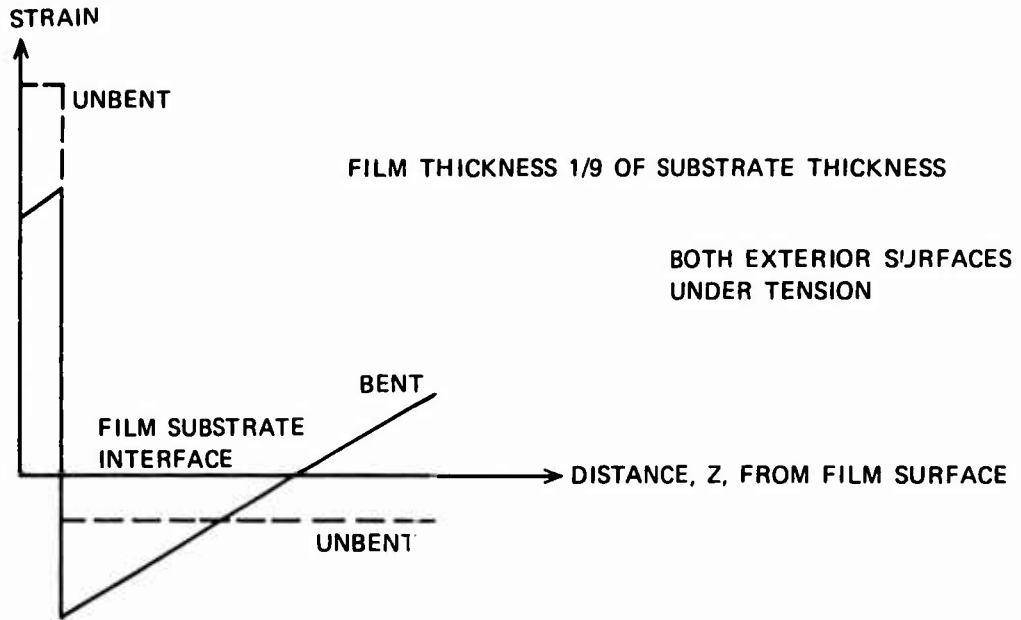 STRAIN
UNBENT
FILM THICKNESS 1/9 OF SUBSTRATE THICKNESS
BOTH EXTERIOR SURFACES
UNDER TENSION
BENT
FILM SUBSTRATE
INTERFACE
DISTANCE, Z, FROM FILM SURFACE
UNBENT